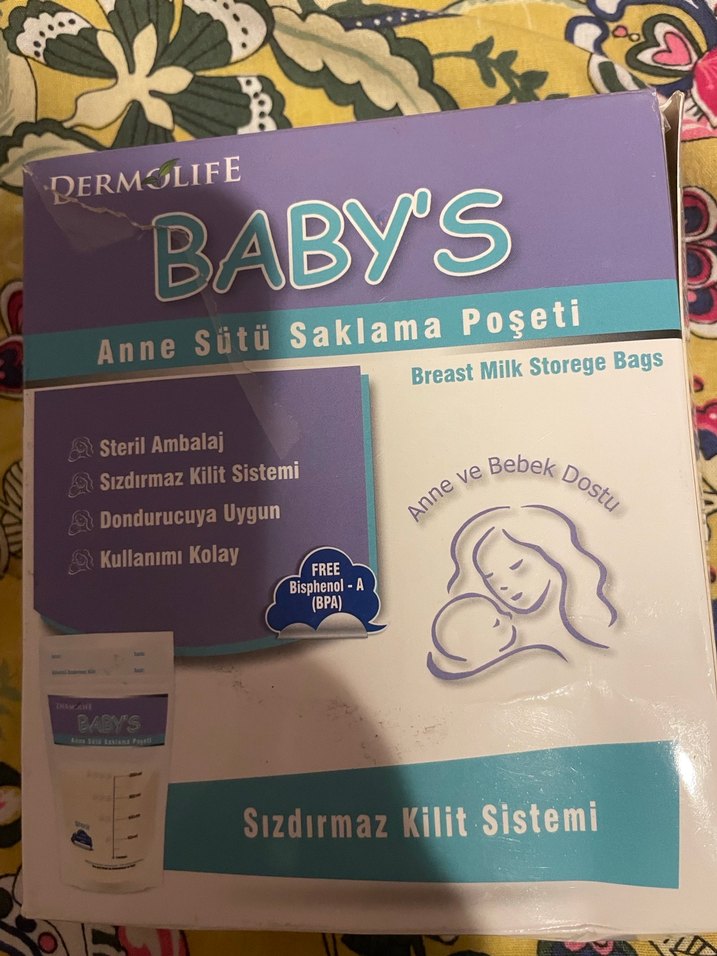 DERMOLIFE
BABY'S
Anne Sütü Saklama Poşeti
Breast Milk Storege Bags
Steril Ambalaj
Sızdırmaz Kilit Sistemi
Dondurucuya Uygun
Kullanımı Kolay
FREE
Bisphenol - A
(BPA)
Anne ve Bebek Dostu
BABY'S
Anne Sütü Saklama Poşeti
Sızdırmaz Kilit Sistemi